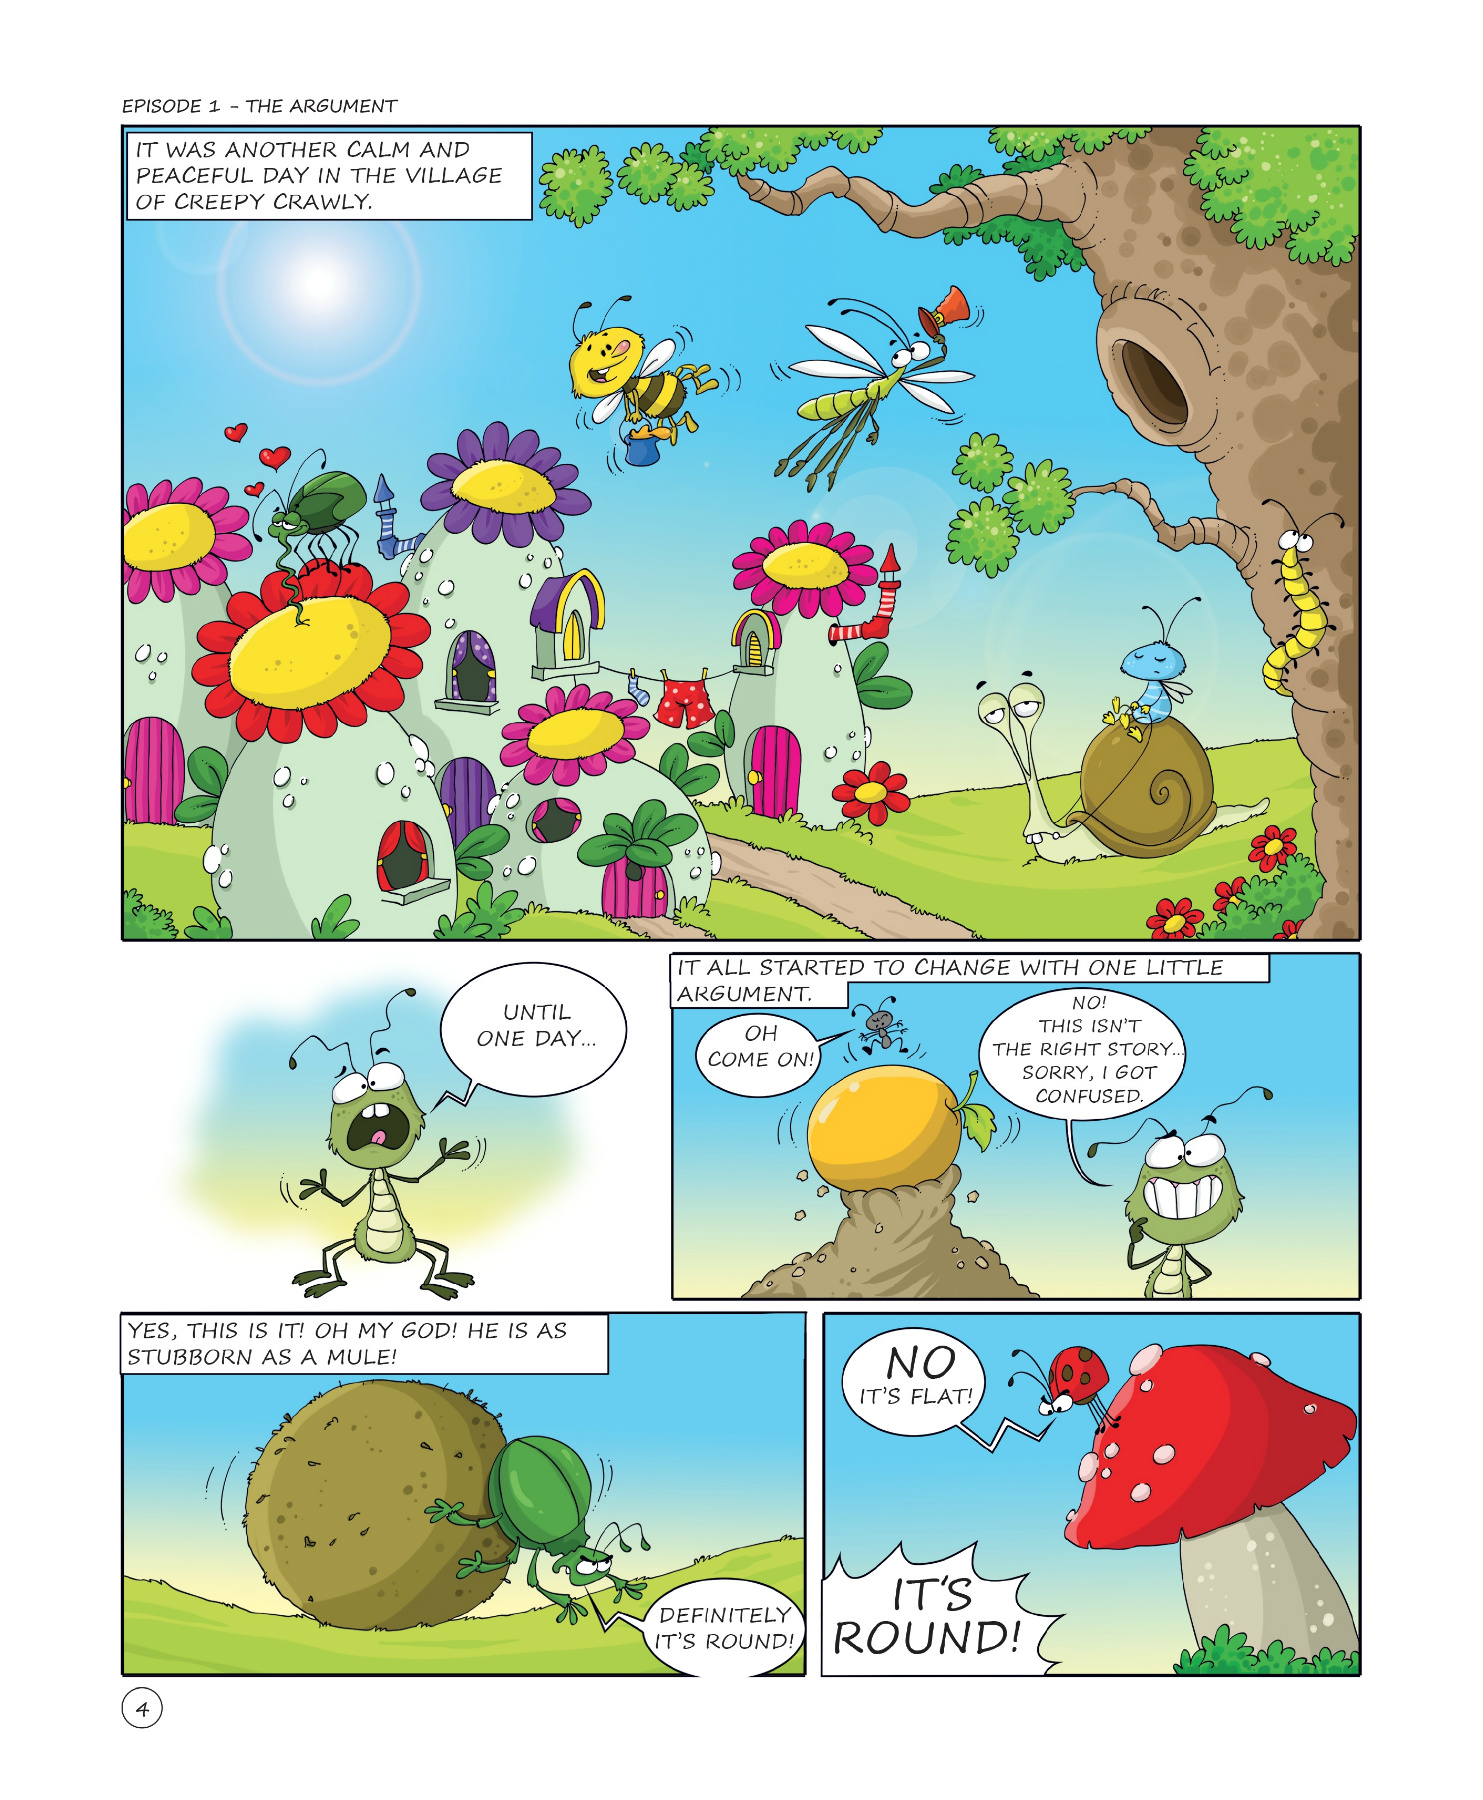 EPISODE 1 - THE ARGUMENT
IT WAS ANOTHER CALM AND
PEACEFUL DAY IN THE VILLAGE
OF CREEPY CRAWLY.
UNTIL
ONE DAY...
IT ALL STARTED TO CHANGE WITH ONE LITTLE
ARGUMENT.
OH
COME ON!
NO!
THIS ISN'T
THE RIGHT STORY...
SORRY, I GOT
CONFUSED.
YES, THIS IS IT! OH MY GOD! HE IS AS
STUBBORN AS A MULE!
DEFINITELY
IT'S ROUND!
NO
IT'S FLAT!
IT'S
ROUND!
4